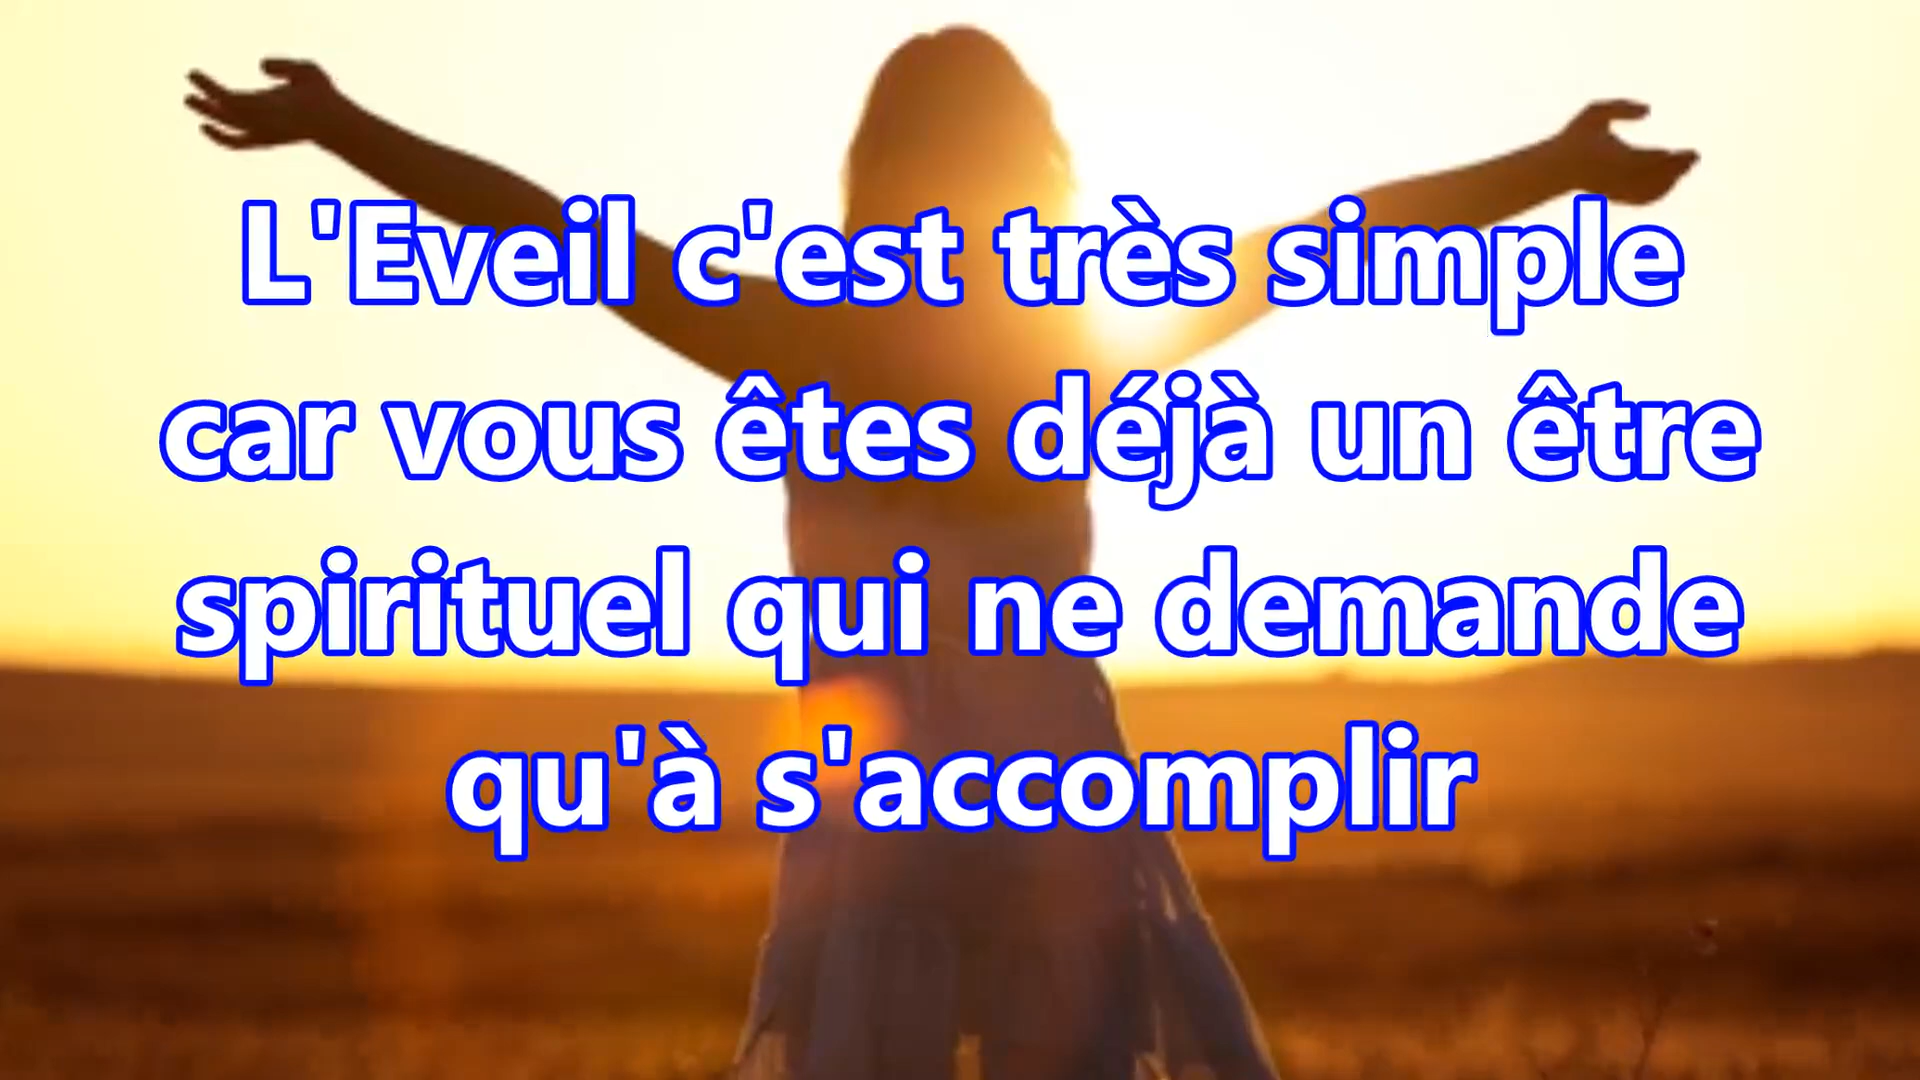 L'Eveil c'est très simple
car vous êtes déjà un être
spirituel qui ne demande
qu'à s'accomplir